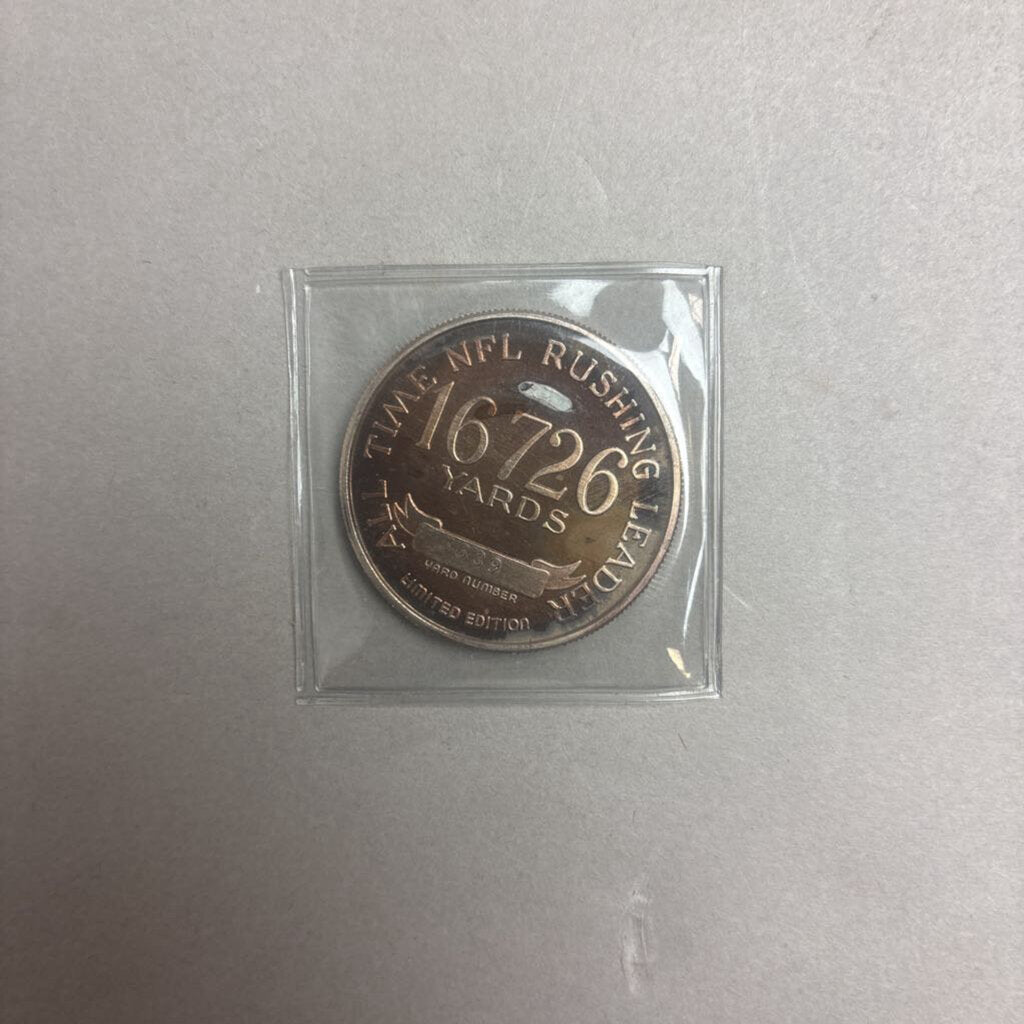 ALL TIME NFL RUSHING LEADER
16726
YARDS
YARD NUMBER
LIMITED EDITION